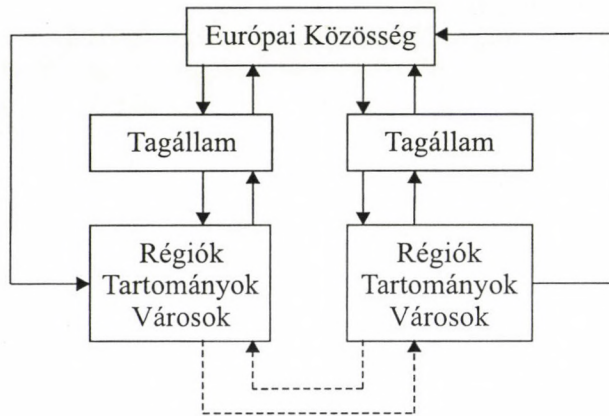 Európai Közösség
Tagállam
Tagállam
Régiók
Tartományok
Városok
Régiók
Tartományok
Városok